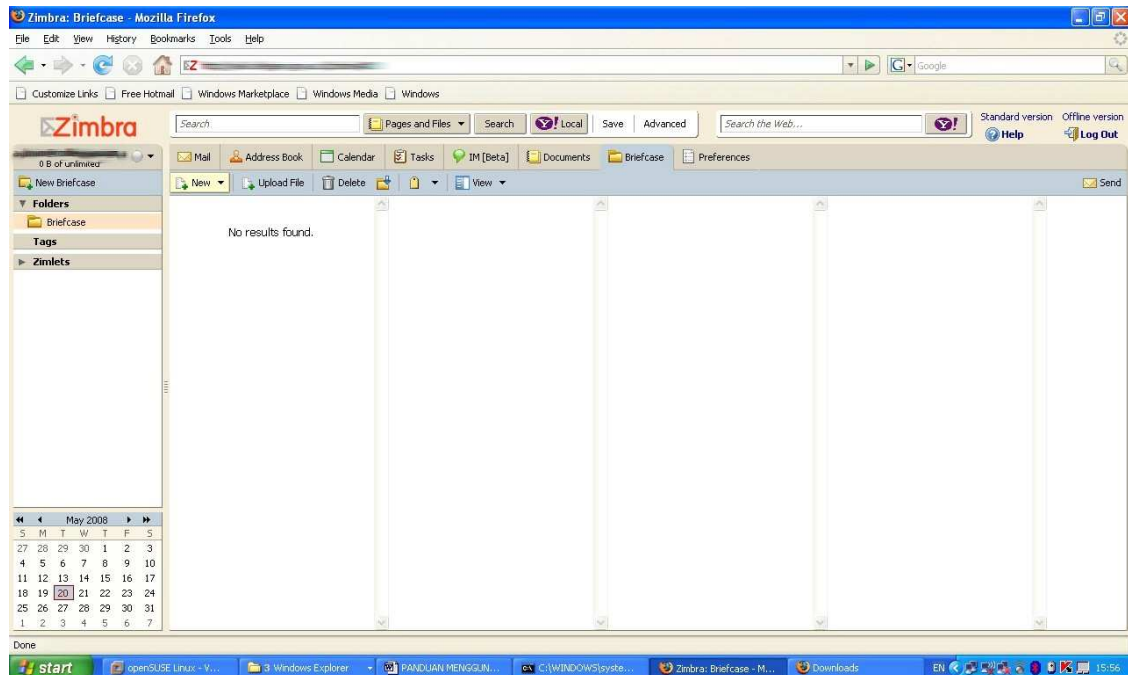 Zimbra: Briefcase - Mozilla Firefox
File Edit View History Bookmarks Tools Help
G Google
Customize Links Free Hotmail Windows Marketplace Windows Media Windows
Zimbra Search Pages and Files Search Y! Local Save Advanced Search the Web... Y! Standard version Offline version
Help Log Out
0 B of unlimited Mail Address Book Calendar Tasks IM [Beta] Documents Briefcase Preferences
New Briefcase New Upload File Delete View Send
Folders
Briefcase
No results found.
Tags
Zimlets
May 2008
S M T W T F S
27 28 29 30 1 2 3
4 5 6 7 8 9 10
11 12 13 14 15 16 17
18 19 20 21 22 23 24
25 26 27 28 29 30 31
1 2 3 4 5 6 7
Done
start openSUSE Linux - V... 3 Windows Explorer PANDUAN MENGGUN... C:\WINDOWS\syste... Zimbra: Briefcase - M... Downloads EN 15:56